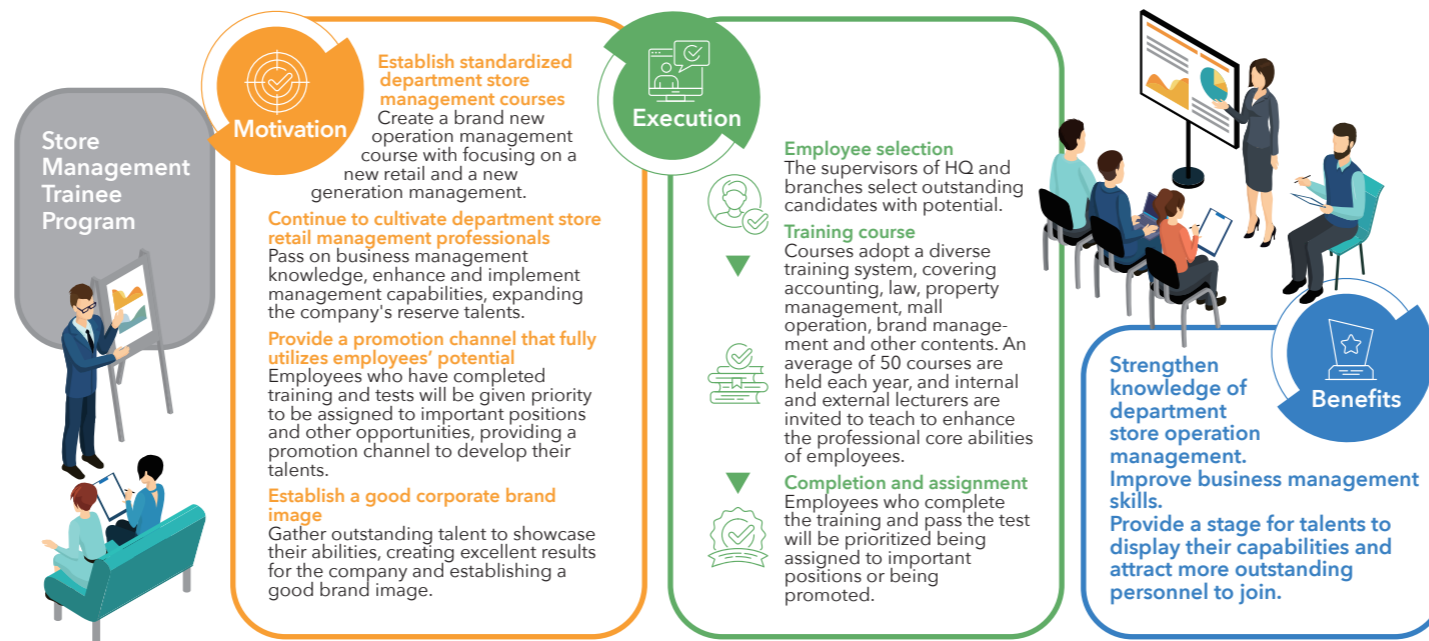 Store
Management
Trainee
Program
Motivation
Establish standardized
department store
management courses
Create a brand new
operation management
course with focusing on a
new retail and a new
generation management.
Continue to cultivate department store
retail management professionals
Pass on business management
knowledge, enhance and implement
management capabilities, expanding
the company's reserve talents.
Provide a promotion channel that fully
utilizes employees’ potential
Employees who have completed
training and tests will be given priority
to be assigned to important positions
and other opportunities, providing a
promotion channel to develop their
talents.
Establish a good corporate brand
image
Gather outstanding talent to showcase
their abilities, creating excellent results
for the company and establishing a
good brand image.
Execution
Employee selection
The supervisors of HQ and
branches select outstanding
candidates with potential.
Training course
Courses adopt a diverse
training system, covering
accounting, law, property
management, mall
operation, brand manage-
ment and other contents. An
average of 50 courses are
held each year, and internal
and external lecturers are
invited to teach to enhance
the professional core abilities
of employees.
Completion and assignment
Employees who complete
the training and pass the test
will be prioritized being
assigned to important
positions or being
promoted.
Benefits
Strengthen
knowledge of
department
store operation
management.
Improve business management
skills.
Provide a stage for talents to
display their capabilities and
attract more outstanding
personnel to join.